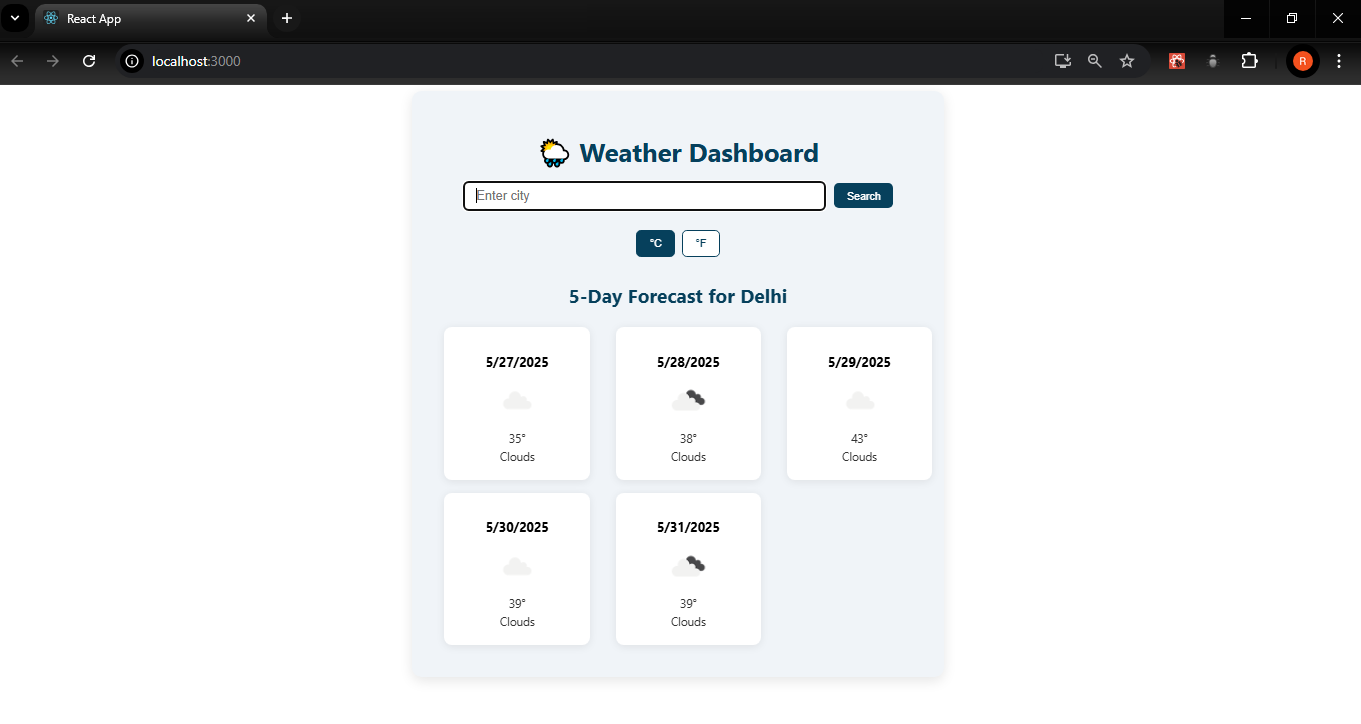 React App
localhost:3000
R
Weather Dashboard
Enter city
Search
°C °F
5-Day Forecast for Delhi
5/27/2025 5/28/2025 5/29/2025
35° 38° 43°
Clouds Clouds Clouds
5/30/2025 5/31/2025
39° 39°
Clouds Clouds